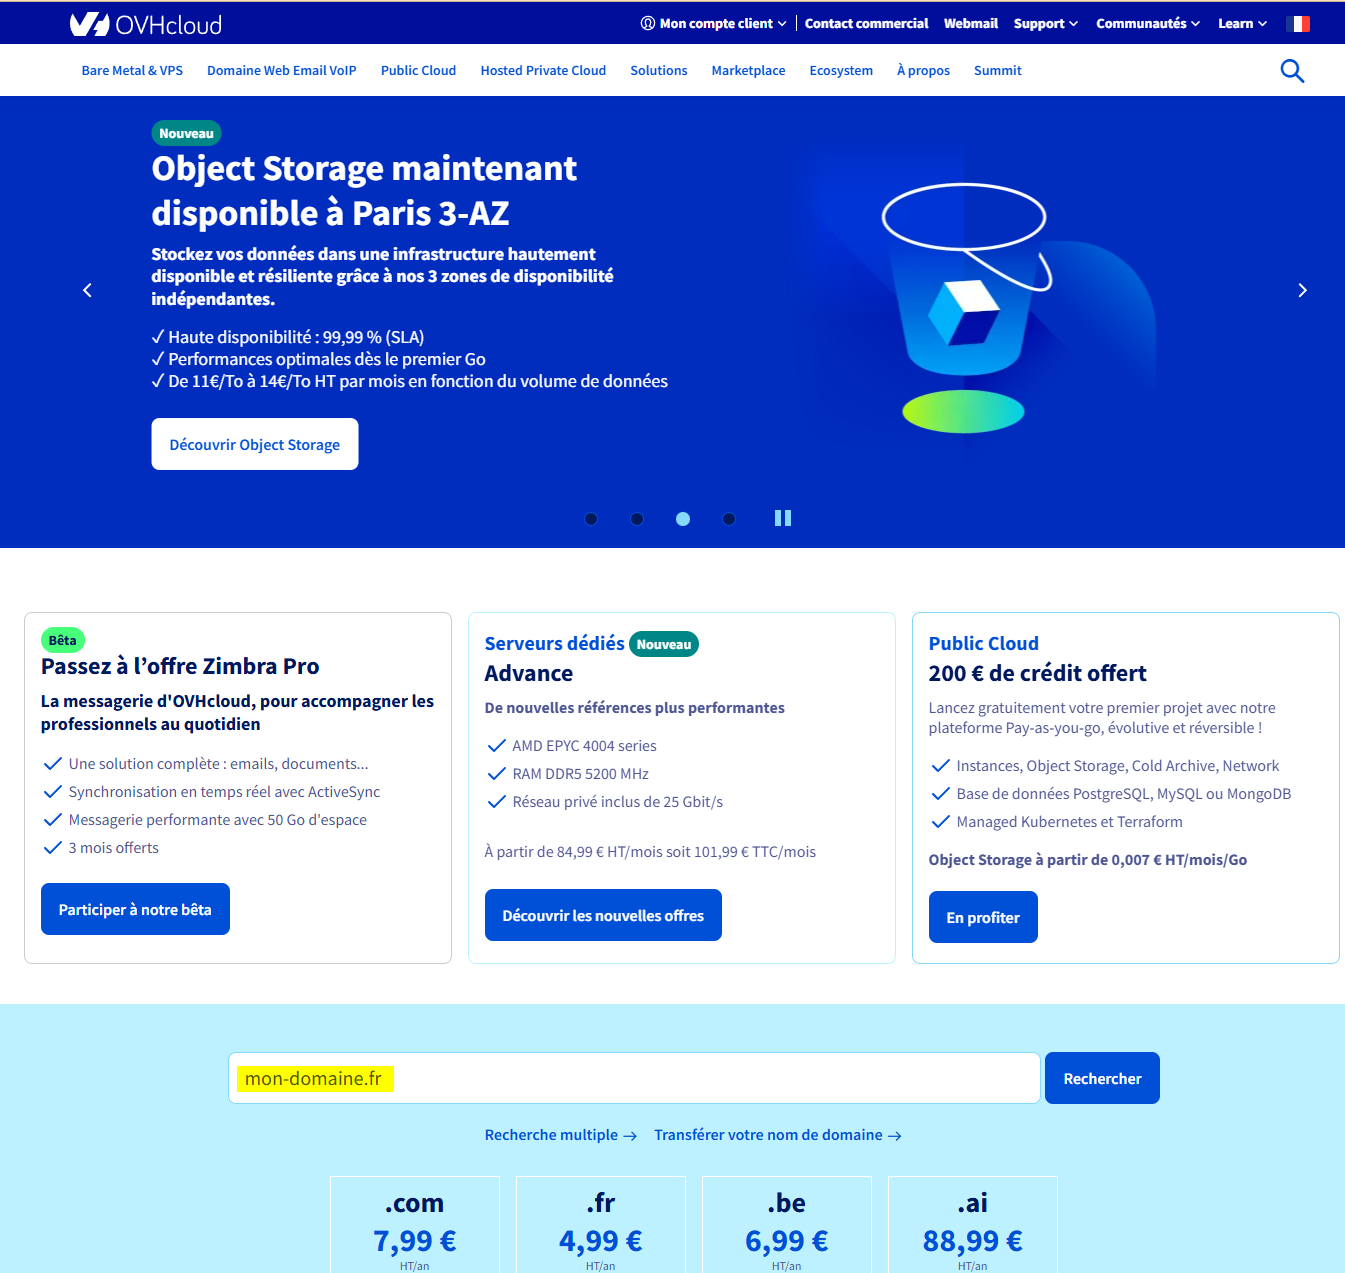 OVHcloud
Mon compte client
Contact commercial
Webmail
Support
Communautés
Learn
Bare Metal & VPS
Domaine Web Email VoIP
Public Cloud
Hosted Private Cloud
Solutions
Marketplace
Ecosystem
À propos
Summit
Nouveau
Object Storage maintenant
disponible à Paris 3-AZ
Stockez vos données dans une infrastructure hautement
disponible et résiliente grâce à nos 3 zones de disponibilité
indépendantes.
✓ Haute disponibilité : 99,99 % (SLA)
✓ Performances optimales dès le premier Go
✓ De 11€/To à 14€/To HT par mois en fonction du volume de données
Découvrir Object Storage
Bêta
Passez à l’offre Zimbra Pro
La messagerie d'OVHcloud, pour accompagner les
professionnels au quotidien
Une solution complète : emails, documents...
Synchronisation en temps réel avec ActiveSync
Messagerie performante avec 50 Go d'espace
3 mois offerts
Participer à notre bêta
Serveurs dédiés Nouveau
Advance
De nouvelles références plus performantes
AMD EPYC 4004 series
RAM DDR5 5200 MHz
Réseau privé inclus de 25 Gbit/s
À partir de 84,99 € HT/mois soit 101,99 € TTC/mois
Découvrir les nouvelles offres
Public Cloud
200 € de crédit offert
Lancez gratuitement votre premier projet avec notre
plateforme Pay-as-you-go, évolutive et réversible !
Instances, Object Storage, Cold Archive, Network
Base de données PostgreSQL, MySQL ou MongoDB
Managed Kubernetes et Terraform
Object Storage à partir de 0,007 € HT/mois/Go
En profiter
mon-domaine.fr
Rechercher
Recherche multiple →
Transférer votre nom de domaine →
.com
7,99 €
HT/an
.fr
4,99 €
HT/an
.be
6,99 €
HT/an
.ai
88,99 €
HT/an